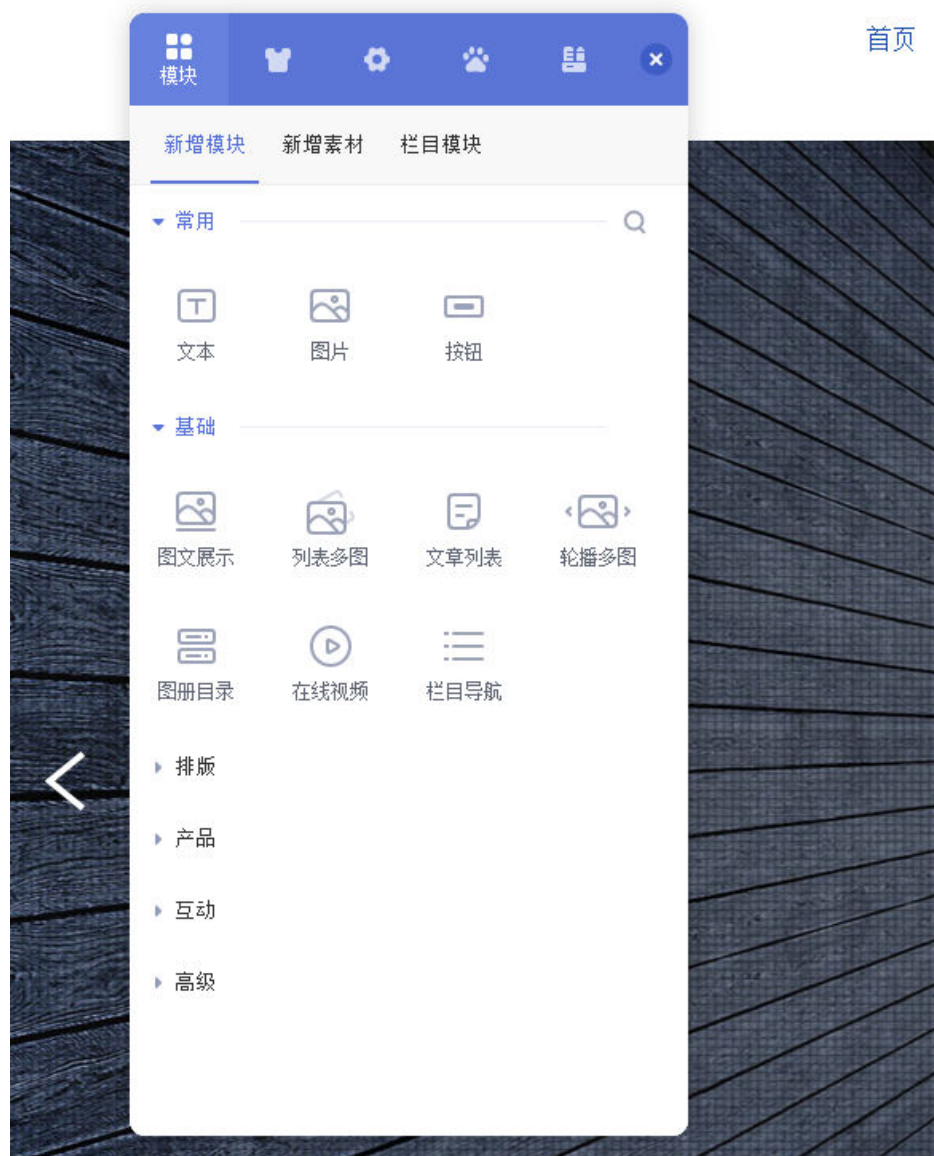 首页
模块
新增模块 新增素材 栏目模块
常用
文本 图片 按钮
基础
图文展示 列表多图 文章列表 轮播多图
图册目录 在线视频 栏目导航
排版
产品
互动
高级